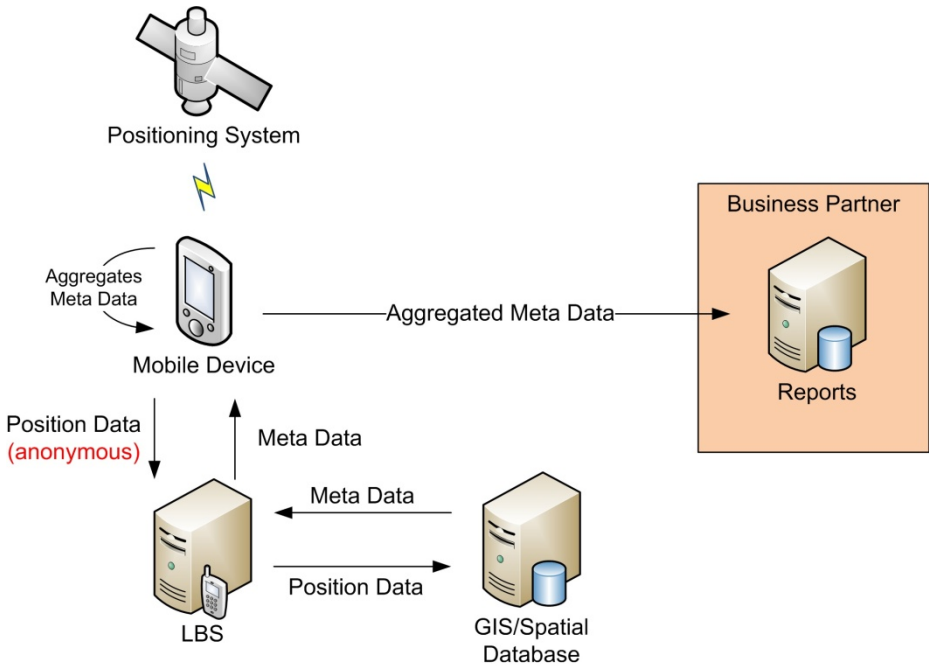 Positioning System
Business Partner
Aggregates
Meta Data
Aggregated Meta Data
Mobile Device
Reports
Position Data
(anonymous)
Meta Data
Meta Data
Position Data
LBS
GIS/Spatial
Database